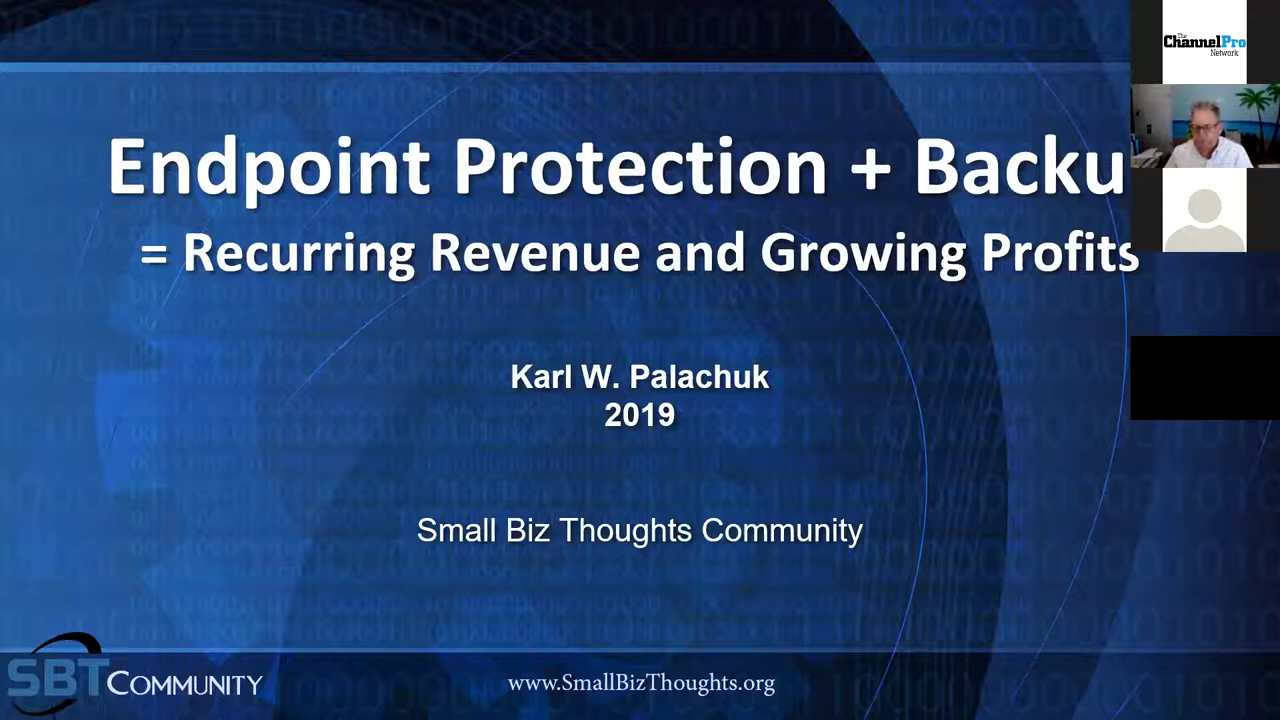 Endpoint Protection + Backu
= Recurring Revenue and Growing Profits
Karl W. Palachuk
2019
Small Biz Thoughts Community
SBT COMMUNITY
www.SmallBizThoughts.org
The
ChannelPro
Network